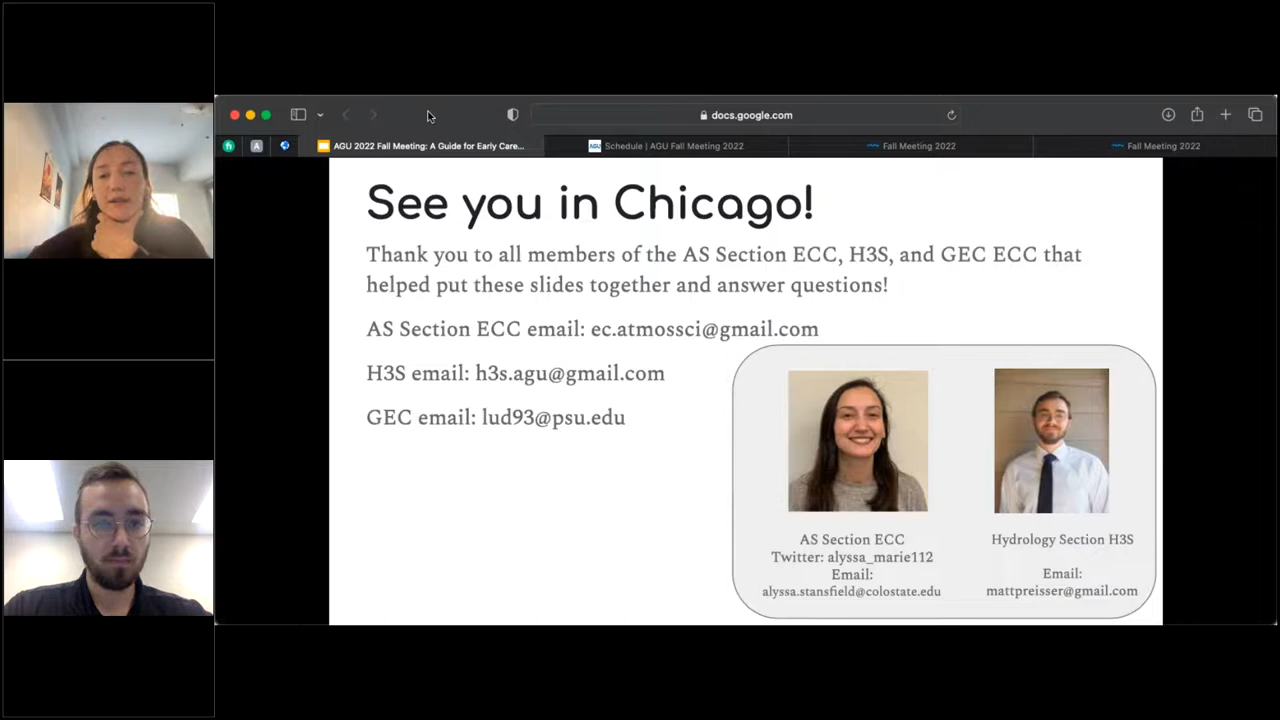 docs.google.com
AGU 2022 Fall Meeting: A Guide for Early Care...
AGU
Schedule | AGU Fall Meeting 2022
Fall Meeting 2022
Fall Meeting 2022
See you in Chicago!
Thank you to all members of the AS Section ECC, H3S, and GEC ECC that
helped put these slides together and answer questions!
AS Section ECC email: ec.atmossci@gmail.com
H3S email: h3s.agu@gmail.com
GEC email: lud93@psu.edu
AS Section ECC
Twitter: alyssa_marie112
Email:
alyssa.stansfield@colostate.edu
Hydrology Section H3S
Email:
mattpreisser@gmail.com